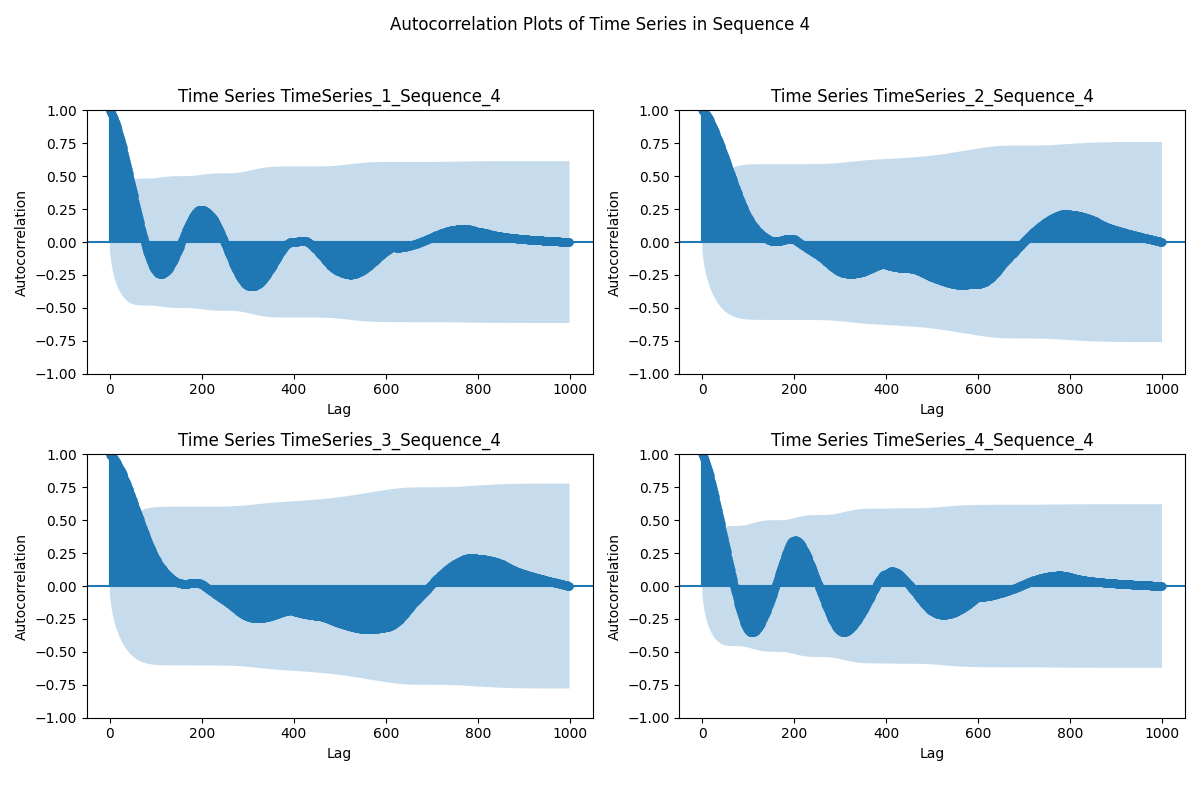 Autocorrelation Plots of Time Series in Sequence 4
Time Series TimeSeries_1_Sequence_4
1.00
0.75
0.50
0.25
0.00
−0.25
−0.50
−0.75
−1.00
Autocorrelation
0 200 400 600 800 1000
Lag
Time Series TimeSeries_2_Sequence_4
1.00
0.75
0.50
0.25
0.00
−0.25
−0.50
−0.75
−1.00
Autocorrelation
0 200 400 600 800 1000
Lag
Time Series TimeSeries_3_Sequence_4
1.00
0.75
0.50
0.25
0.00
−0.25
−0.50
−0.75
−1.00
Autocorrelation
0 200 400 600 800 1000
Lag
Time Series TimeSeries_4_Sequence_4
1.00
0.75
0.50
0.25
0.00
−0.25
−0.50
−0.75
−1.00
Autocorrelation
0 200 400 600 800 1000
Lag